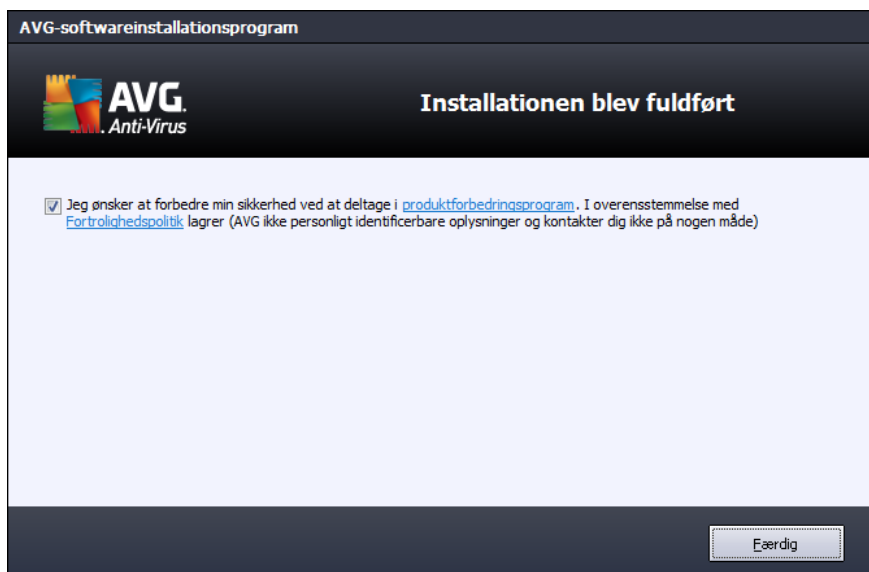 AVG-softwareinstallationsprogram
AVG.
Anti-Virus
Installationen blev fuldført
Jeg ønsker at forbedre min sikkerhed ved at deltage i produktforbedringsprogram. I overensstemmelse med
Fortrolighedspolitik lagrer (AVG ikke personligt identificerbare oplysninger og kontakter dig ikke på nogen måde)
Færdig